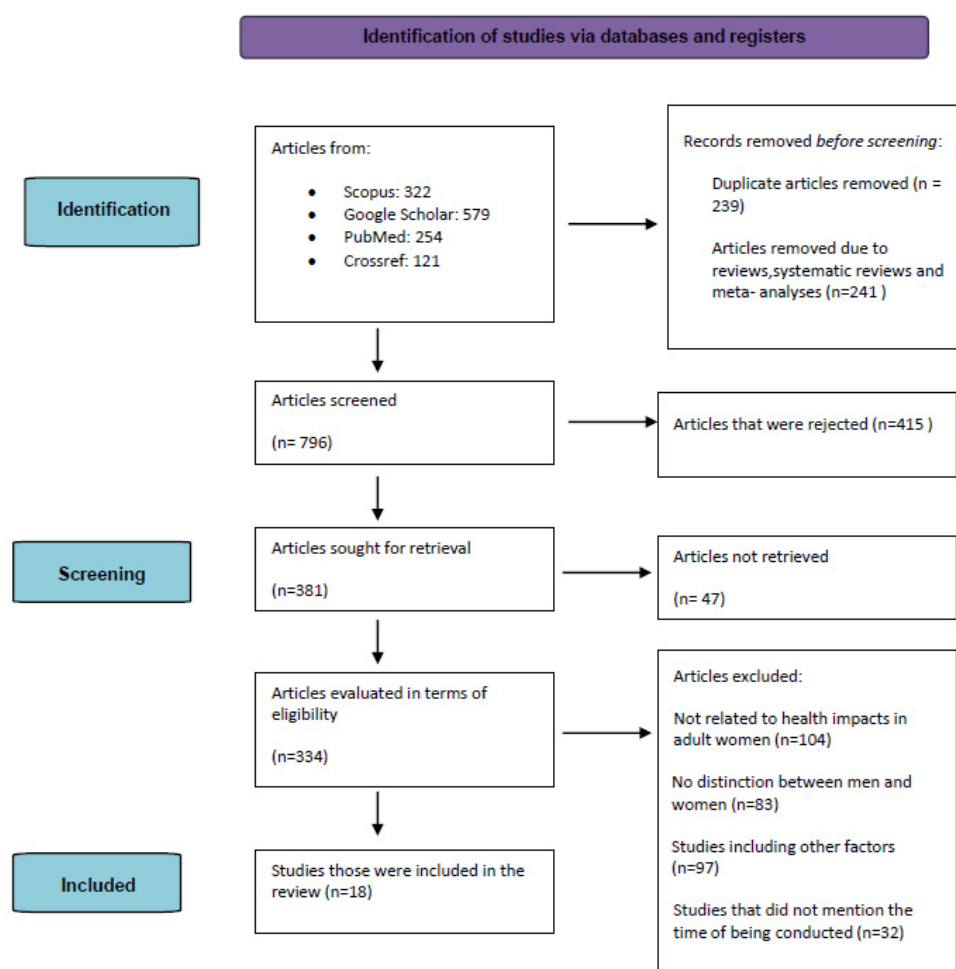 Identification of studies via databases and registers
Identification
Articles from:
• Scopus: 322
• Google Scholar: 579
• PubMed: 254
• Crossref: 121
Records removed before screening:
Duplicate articles removed (n =
239)
Articles removed due to
reviews,systematic reviews and
meta- analyses (n=241 )
Articles screened
(n= 796)
Articles that were rejected (n=415 )
Screening
Articles sought for retrieval
(n=381)
Articles not retrieved
(n= 47)
Articles evaluated in terms of
eligibility
(n=334)
Articles excluded:
Not related to health impacts in
adult women (n=104)
No distinction between men and
women (n=83)
Studies including other factors
(n=97)
Studies that did not mention the
time of being conducted (n=32)
Included
Studies those were included in the
review (n=18)